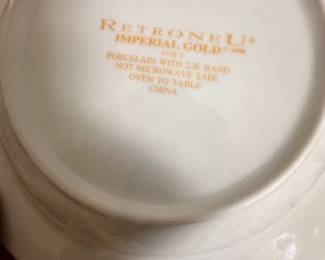 RETRONEU®
IMPERIAL GOLD ©
PORCELAIN WITH 22K BAND
NOT MICROWAVE SAFE
OVEN TO TABLE
CHINA